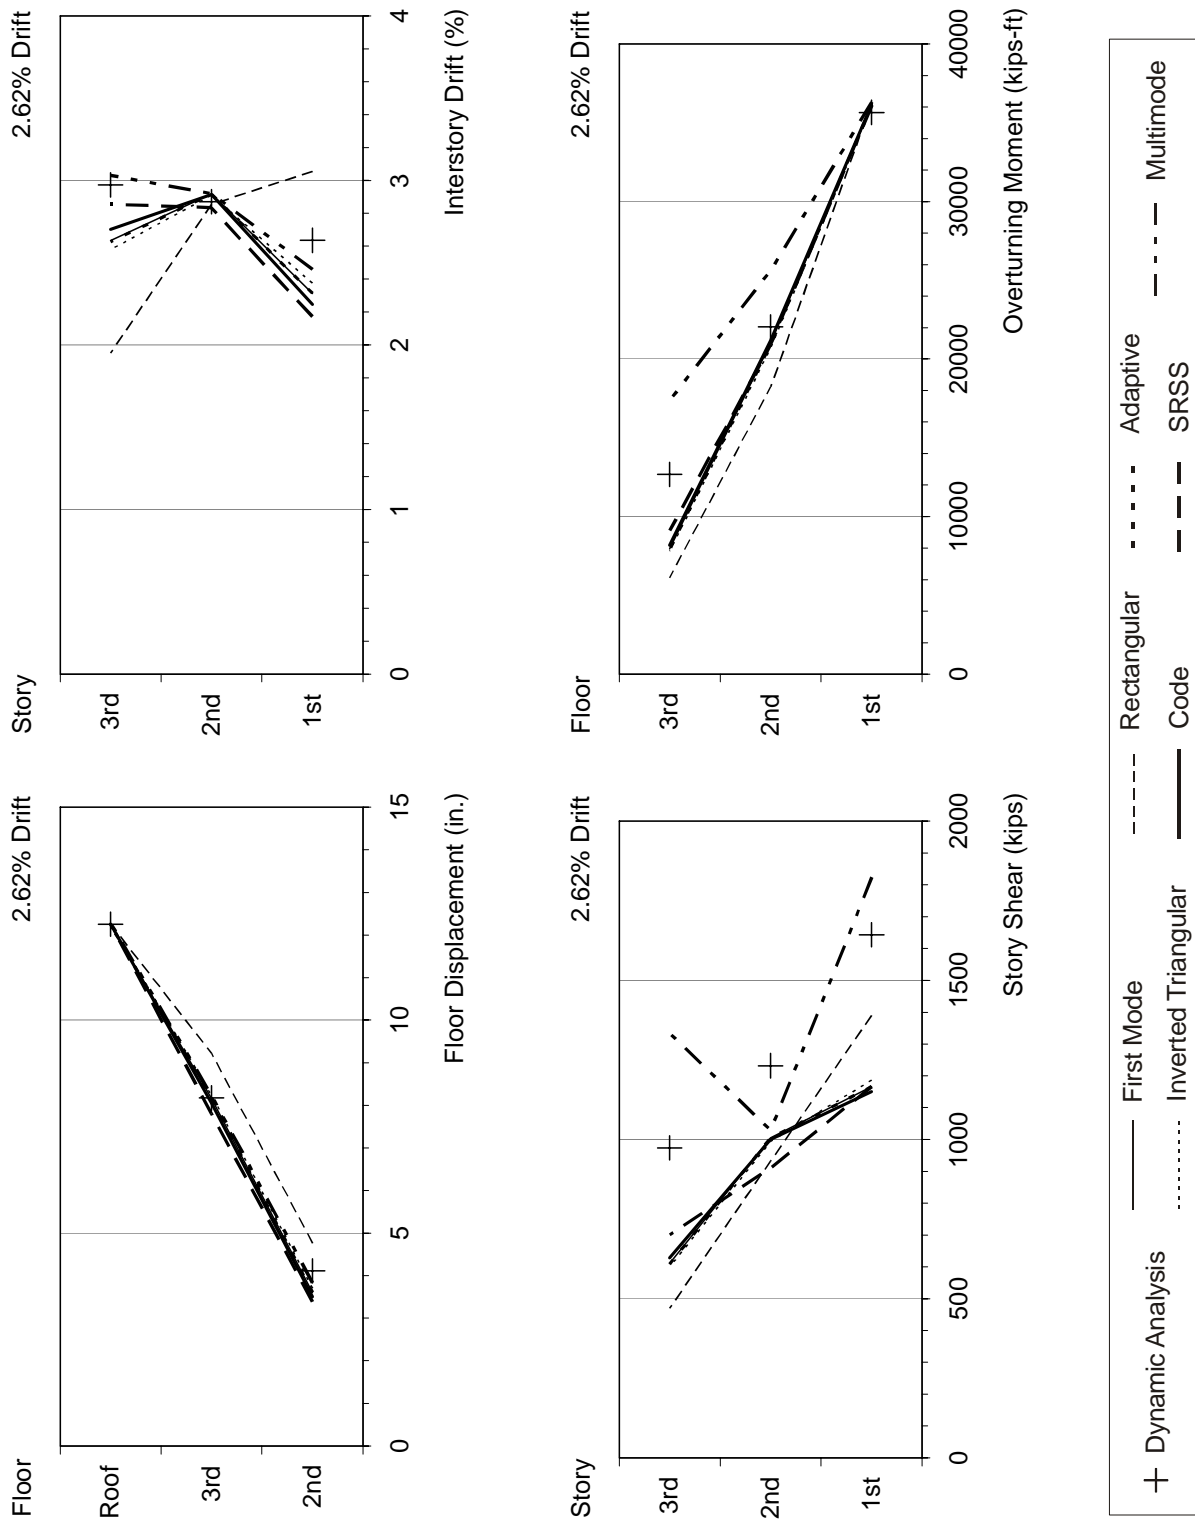 Floor
2.62% Drift
Roof
3rd
2nd
0
5
10
15
Floor Displacement (in.)
Story
2.62% Drift
3rd
2nd
1st
0
1
2
3
4
Interstory Drift (%)
Story
2.62% Drift
3rd
2nd
1st
0
500
1000
1500
2000
Story Shear (kips)
Floor
2.62% Drift
3rd
2nd
1st
0
10000
20000
30000
40000
Overturning Moment (kips-ft)
Dynamic Analysis
First Mode
Rectangular
Adaptive
Multimode
Inverted Triangular
Code
SRSS